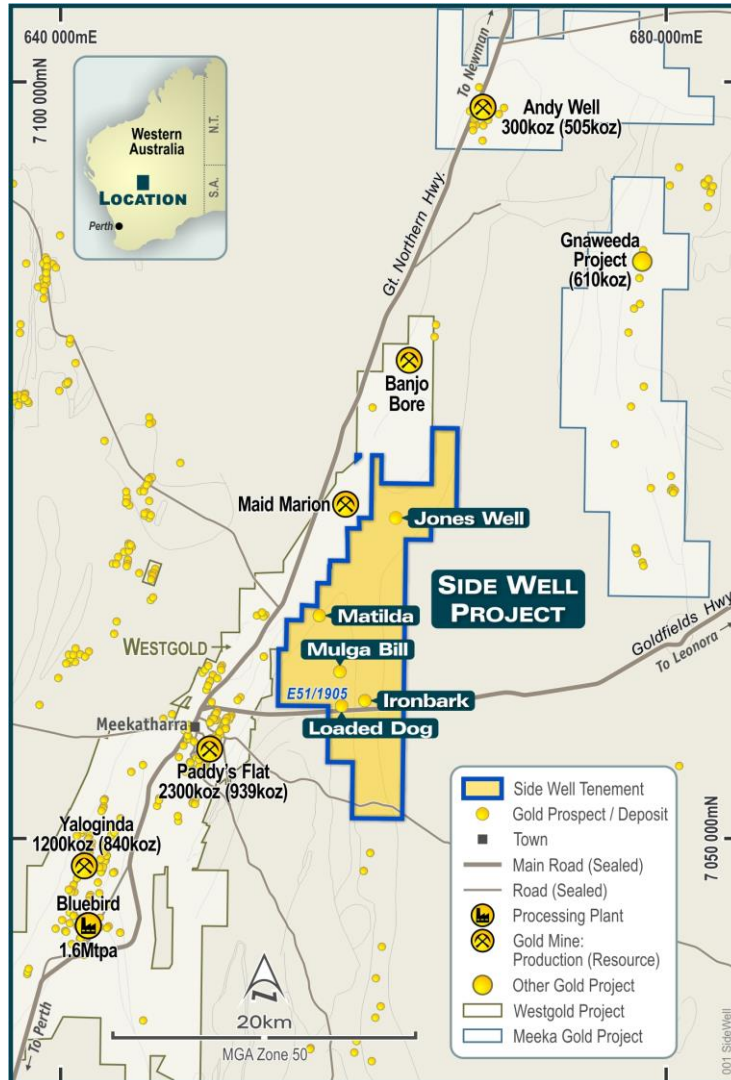 640 000mE
680 000mE
7 100 000mN
To Newman
Western
Australia
N.T.
S.A.
LOCATION
Perth
Andy Well
300koz (505koz)
Gt. Northern Hwy.
Gnaweeda
Project
(610koz)
Banjo
Bore
Maid Marion
Jones Well
SIDE WELL
PROJECT
Matilda
Goldfields Hwy
To Leonora
WESTGOLD
Mulga Bill
E51/1905
Ironbark
Loaded Dog
Meekatharra
Paddy's Flat
2300koz (939koz)
Yaloginda
1200koz (840koz)
7 050 000mN
Bluebird
1.6Mtpa
To Perth
20km
MGA Zone 50
Side Well Tenement
Gold Prospect / Deposit
Town
Main Road (Sealed)
Road (Sealed)
Processing Plant
Gold Mine:
Production (Resource)
Other Gold Project
Westgold Project
Meeka Gold Project
001 SideWell